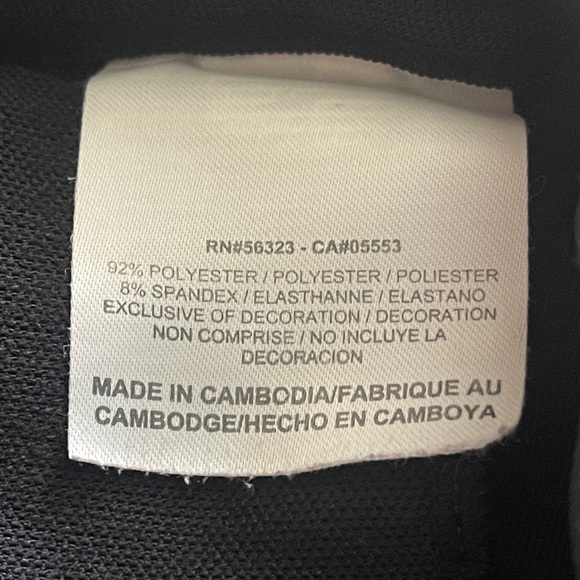 RN#56323 - CA#05553
92% POLYESTER / POLYESTER / POLIESTER
8% SPANDEX / ELASTHANNE / ELASTANO
EXCLUSIVE OF DECORATION / DECORATION
NON COMPRISE / NO INCLUYE LA
DECORACION
MADE IN CAMBODIA/FABRIQUE AU
CAMBODGE/HECHO EN CAMBOYA